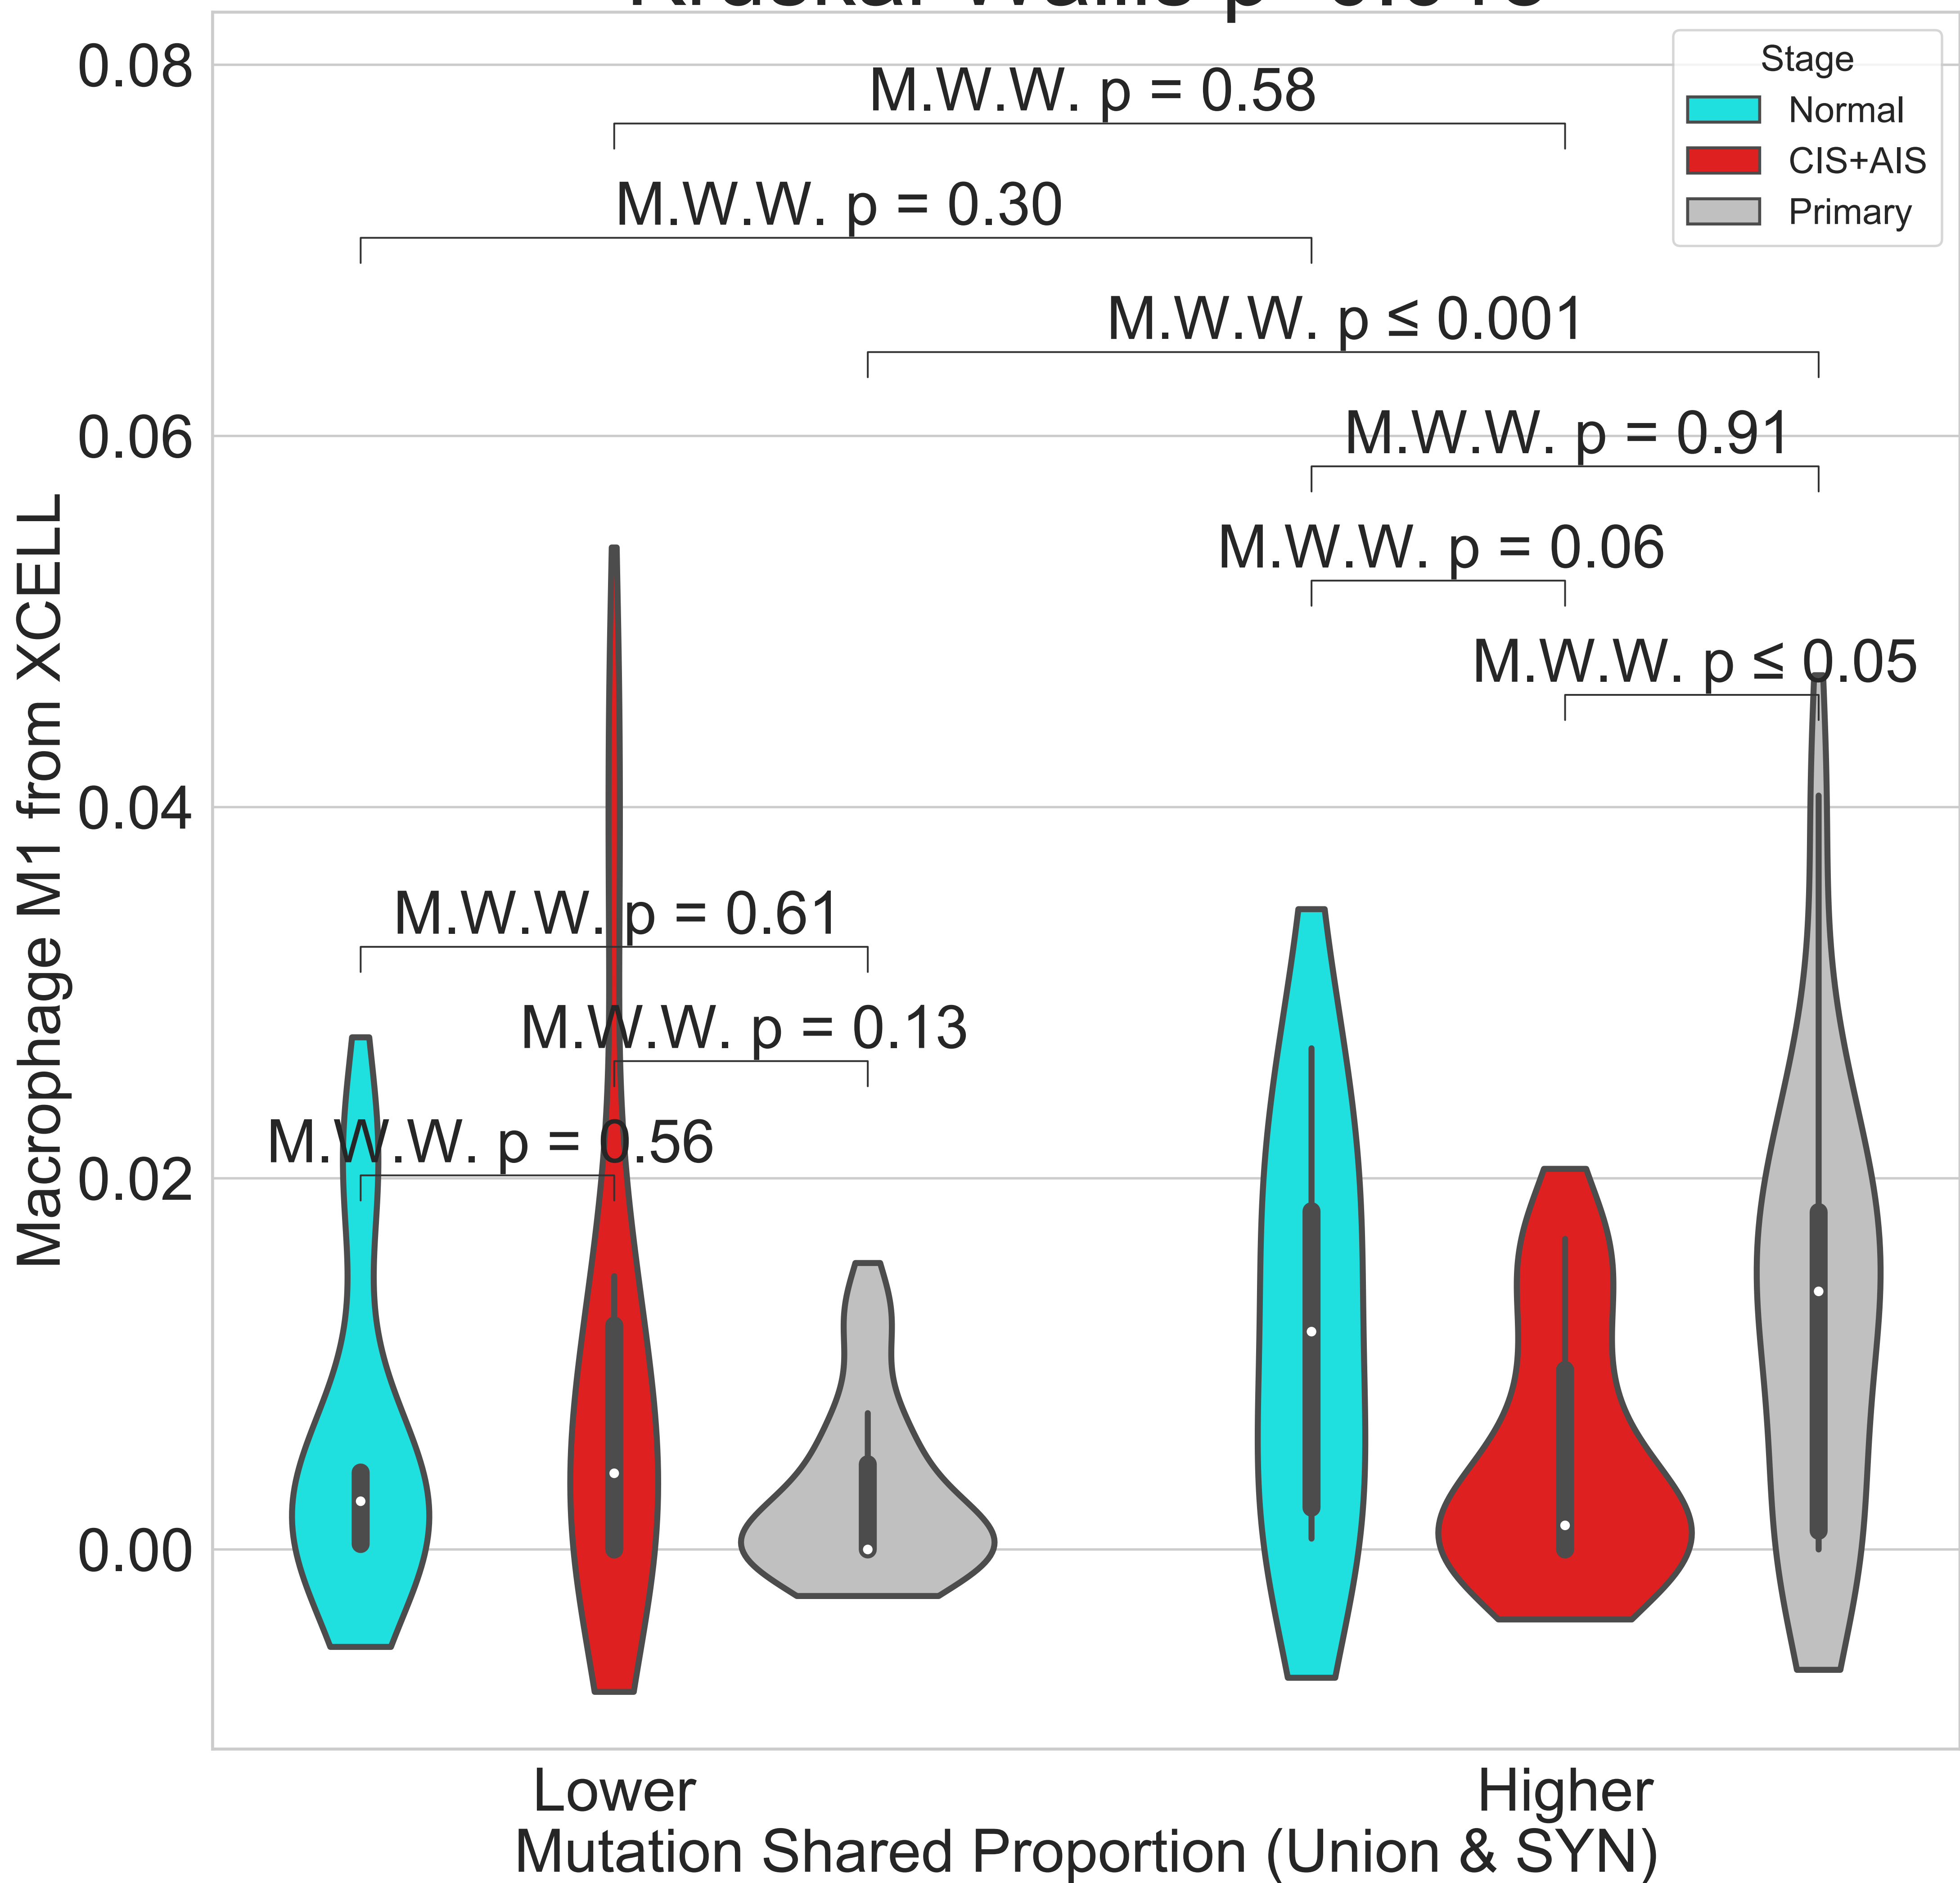 0.08
0.06
0.04
0.02
0.00
Macrophage M1 from XCELL
M.W.W. p = 0.58
M.W.W. p = 0.30
M.W.W. p ≤ 0.001
M.W.W. p = 0.91
M.W.W. p = 0.06
M.W.W. p ≤ 0.05
M.W.W. p = 0.61
M.W.W. p = 0.13
M.W.W. p = 0.56
Stage
Normal
CIS+AIS
Primary
Lower
Higher
Mutation Shared Proportion (Union & SYN)